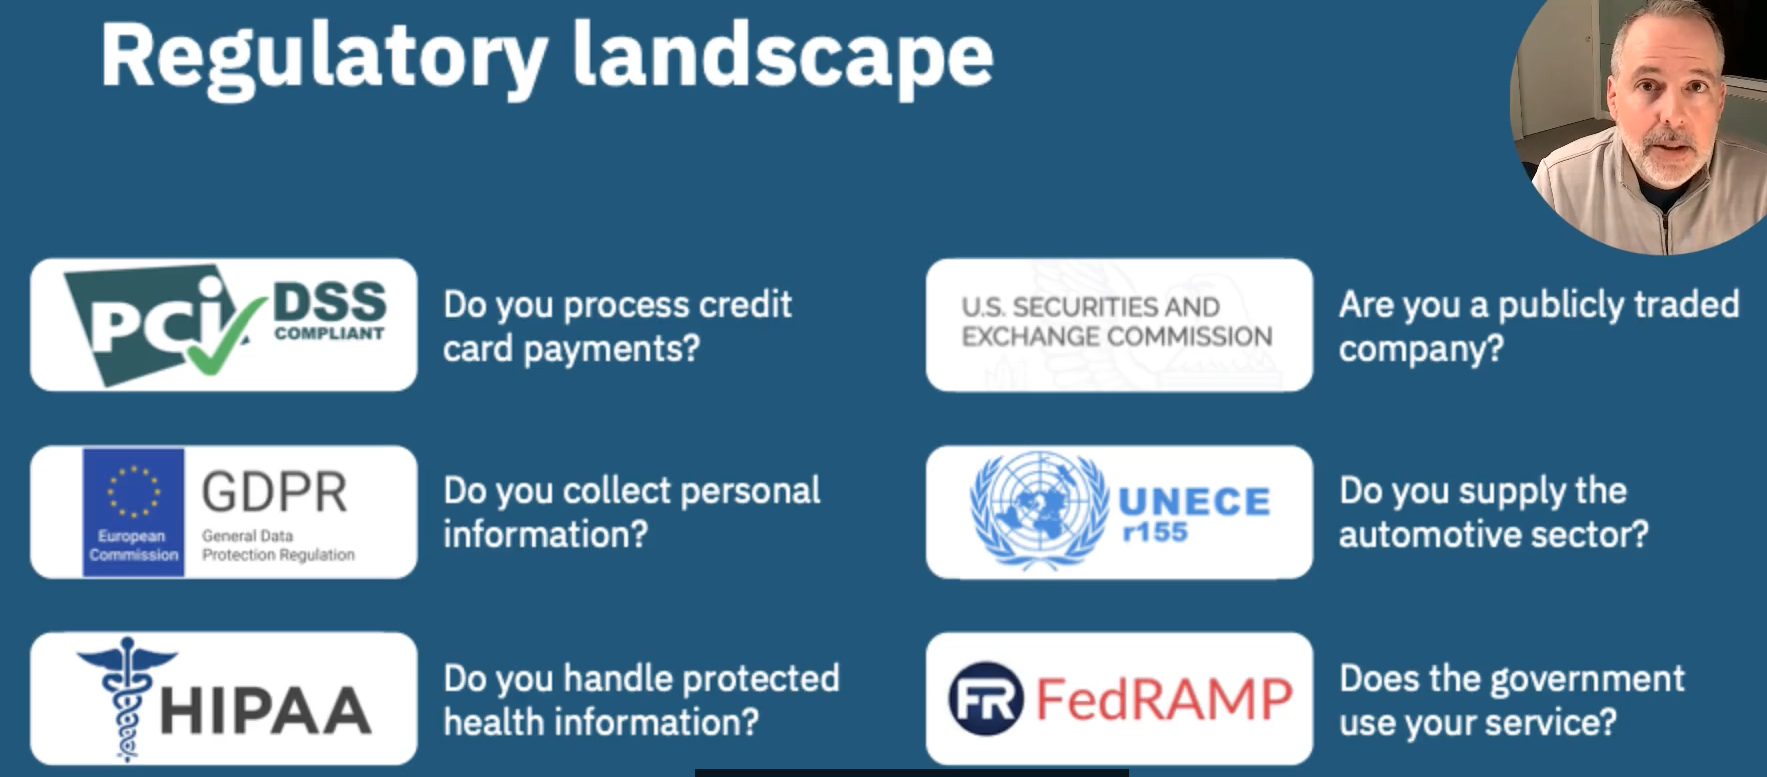 Regulatory landscape
PCi DSS
COMPLIANT
Do you process credit
card payments?
U.S. SECURITIES AND
EXCHANGE COMMISSION
Are you a publicly traded
company?
European
Commission
GDPR
General Data
Protection Regulation
Do you collect personal
information?
UNECE
r155
Do you supply the
automotive sector?
HIPAA
Do you handle protected
health information?
FR FedRAMP
Does the government
use your service?